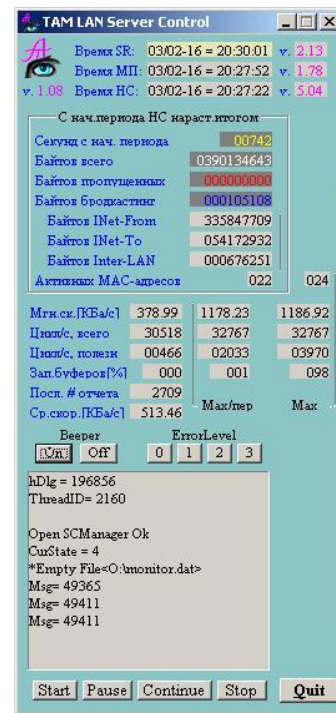 TAM LAN Server Control
Время SR: 03/02-16 = 20:30:01 v. 2.13
Время МП: 03/02-16 = 20:27:52 v. 1.78
v. 1.08 Время НС: 03/02-16 = 20:27:22 v. 5.04
С нач.периода НС нараст.итогом
Секунд с нач. периода 00742
Байтов всего 0390134643
Байтов пропущенных 000000000
Байтов бродкастинг 000105108
Байтов INet-From 335847709
Байтов INet-To 054172932
Байтов Inter-LAN 000676251
Активных МАС-адресов 022 024
Мгн.ск.[КБа/с] 378.99 1178.23 1186.92
Цикл/с, всего 30518 32767 32767
Цикл/с, полезн 00466 02033 03970
Зап.буферов[%] 000 001 098
Посл. # отчета 2709
Ср.скор.[КБа/с] 513.46 Max/пер Max
Beeper ErrorLevel
On Off 0 1 2 3
hDlg = 196856
ThreadID= 2160
Open SCManager Ok
CurState = 4
*Empty File<O:\monitor.dat>
Msg= 49365
Msg= 49411
Msg= 49411
Start Pause Continue Stop Quit